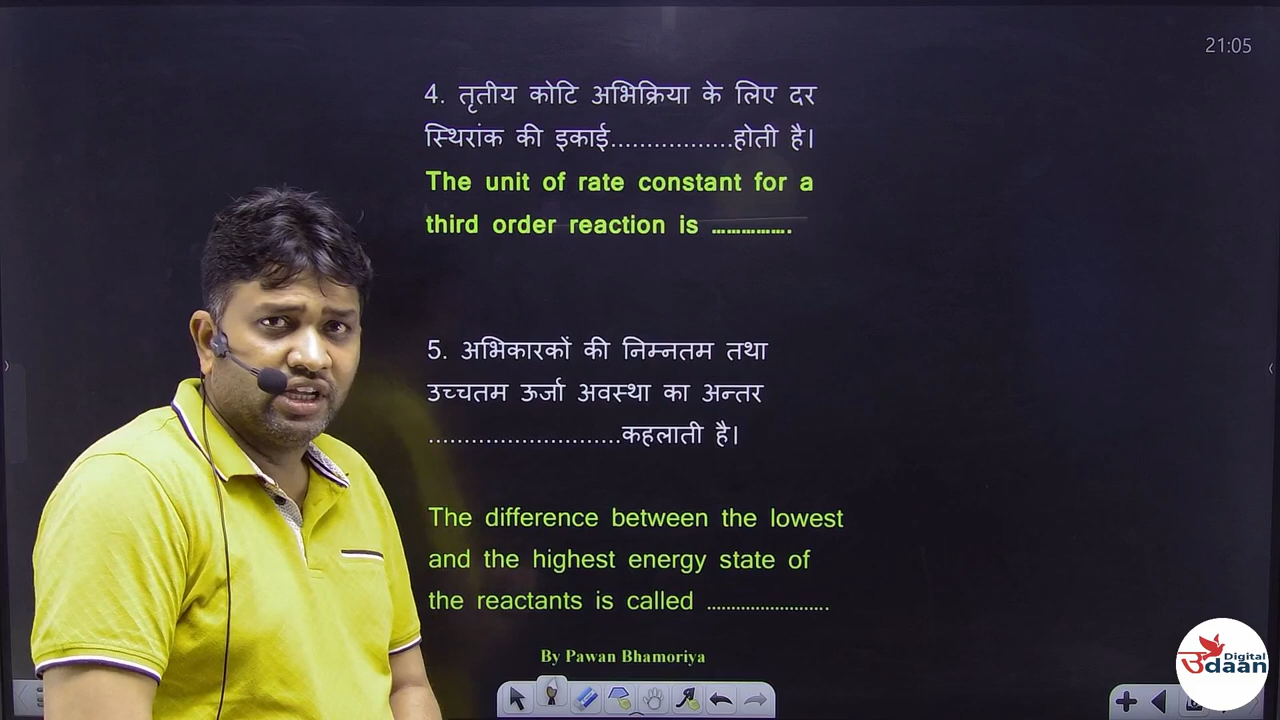 21:05
4. तृतीय कोटि अभिक्रिया के लिए दर
स्थिरांक की इकाई.................होती है।
The unit of rate constant for a
third order reaction is ................
5. अभिकारकों की निम्नतम तथा
उच्चतम ऊर्जा अवस्था का अन्तर
...........................कहलाती है।
The difference between the lowest
and the highest energy state of
the reactants is called .........................
By Pawan Bhamoriya
उdaan Digital